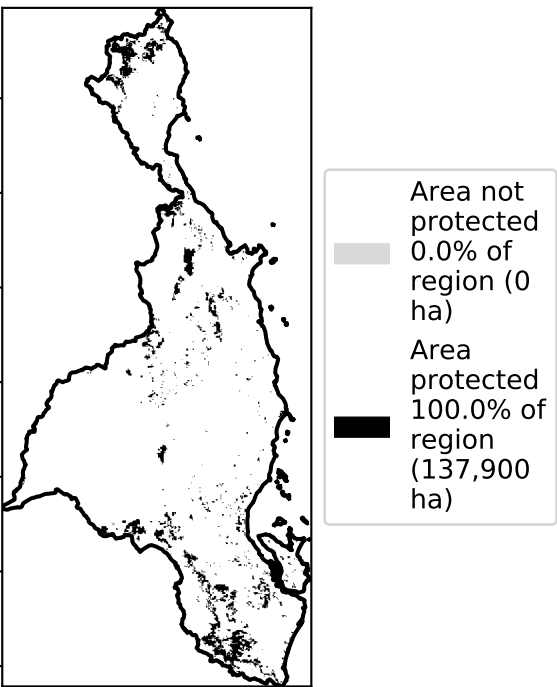 Area not
protected
0.0% of
region (0
ha)
Area
protected
100.0% of
region
(137,900
ha)